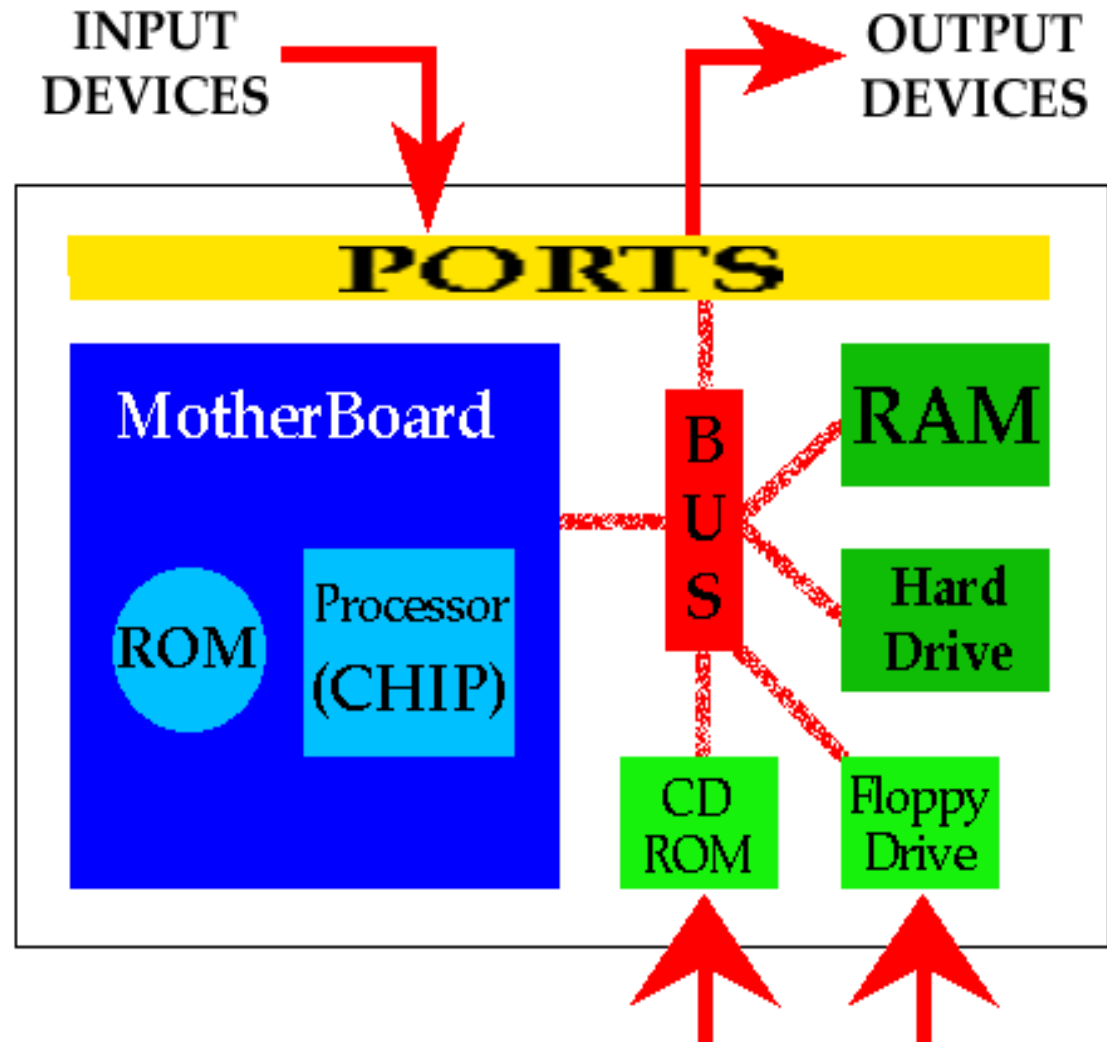 INPUT
DEVICES
OUTPUT
DEVICES
PORTS
MotherBoard
ROM
Processor
(CHIP)
B
U
S
RAM
Hard
Drive
CD
ROM
Floppy
Drive